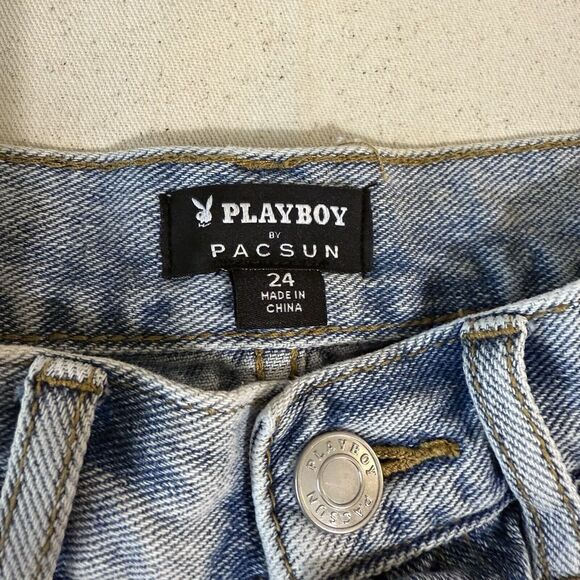 PLAYBOY
BY
PACSUN
24
MADE IN
CHINA
PLAYBOY
PACSUN